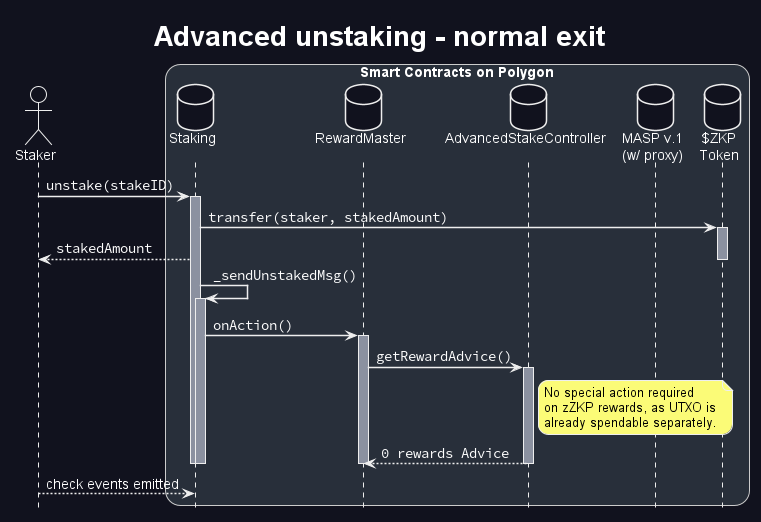 Advanced unstaking - normal exit
Smart Contracts on Polygon
Staker
Staking
RewardMaster
AdvancedStakeController
MASP v.1
(w/ proxy)
$ZKP
Token
unstake(stakeID)
transfer(staker, stakedAmount)
stakedAmount
_sendUnstakedMsg()
onAction()
getRewardAdvice()
No special action required
on zZKP rewards, as UTXO is
already spendable separately.
0 rewards Advice
check events emitted